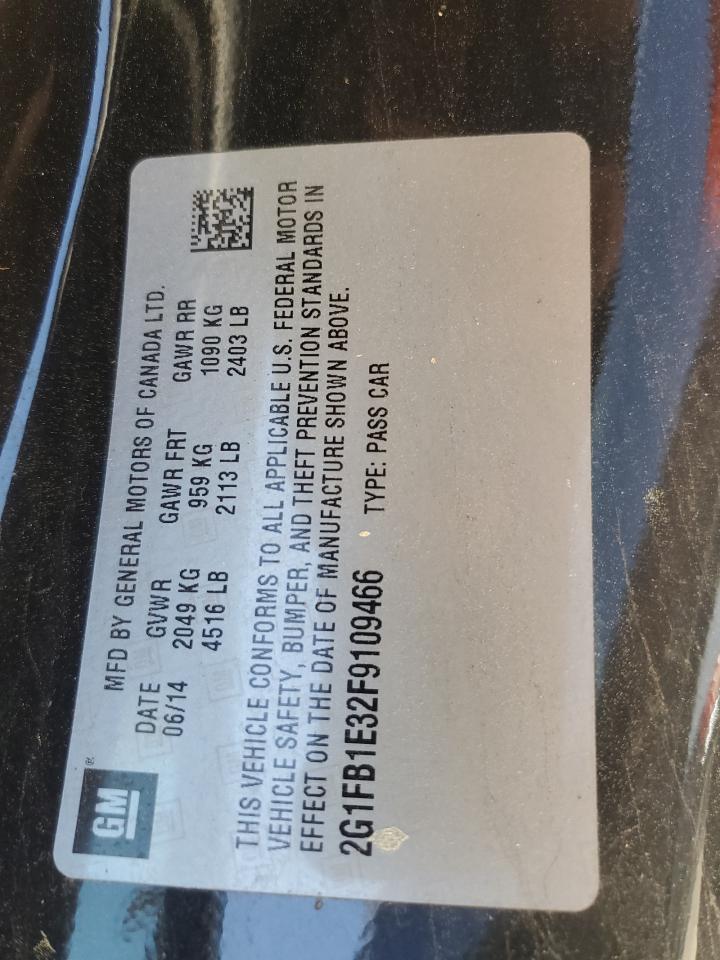 GM ®
MFD BY GENERAL MOTORS OF CANADA LTD.
DATE GVWR GAWR FRT GAWR RR
06/14 2049 KG 959 KG 1090 KG
4516 LB 2113 LB 2403 LB
THIS VEHICLE CONFORMS TO ALL APPLICABLE U.S. FEDERAL MOTOR
VEHICLE SAFETY, BUMPER, AND THEFT PREVENTION STANDARDS IN
EFFECT ON THE DATE OF MANUFACTURE SHOWN ABOVE.
2G1FB1E32F9109466 TYPE: PASS CAR